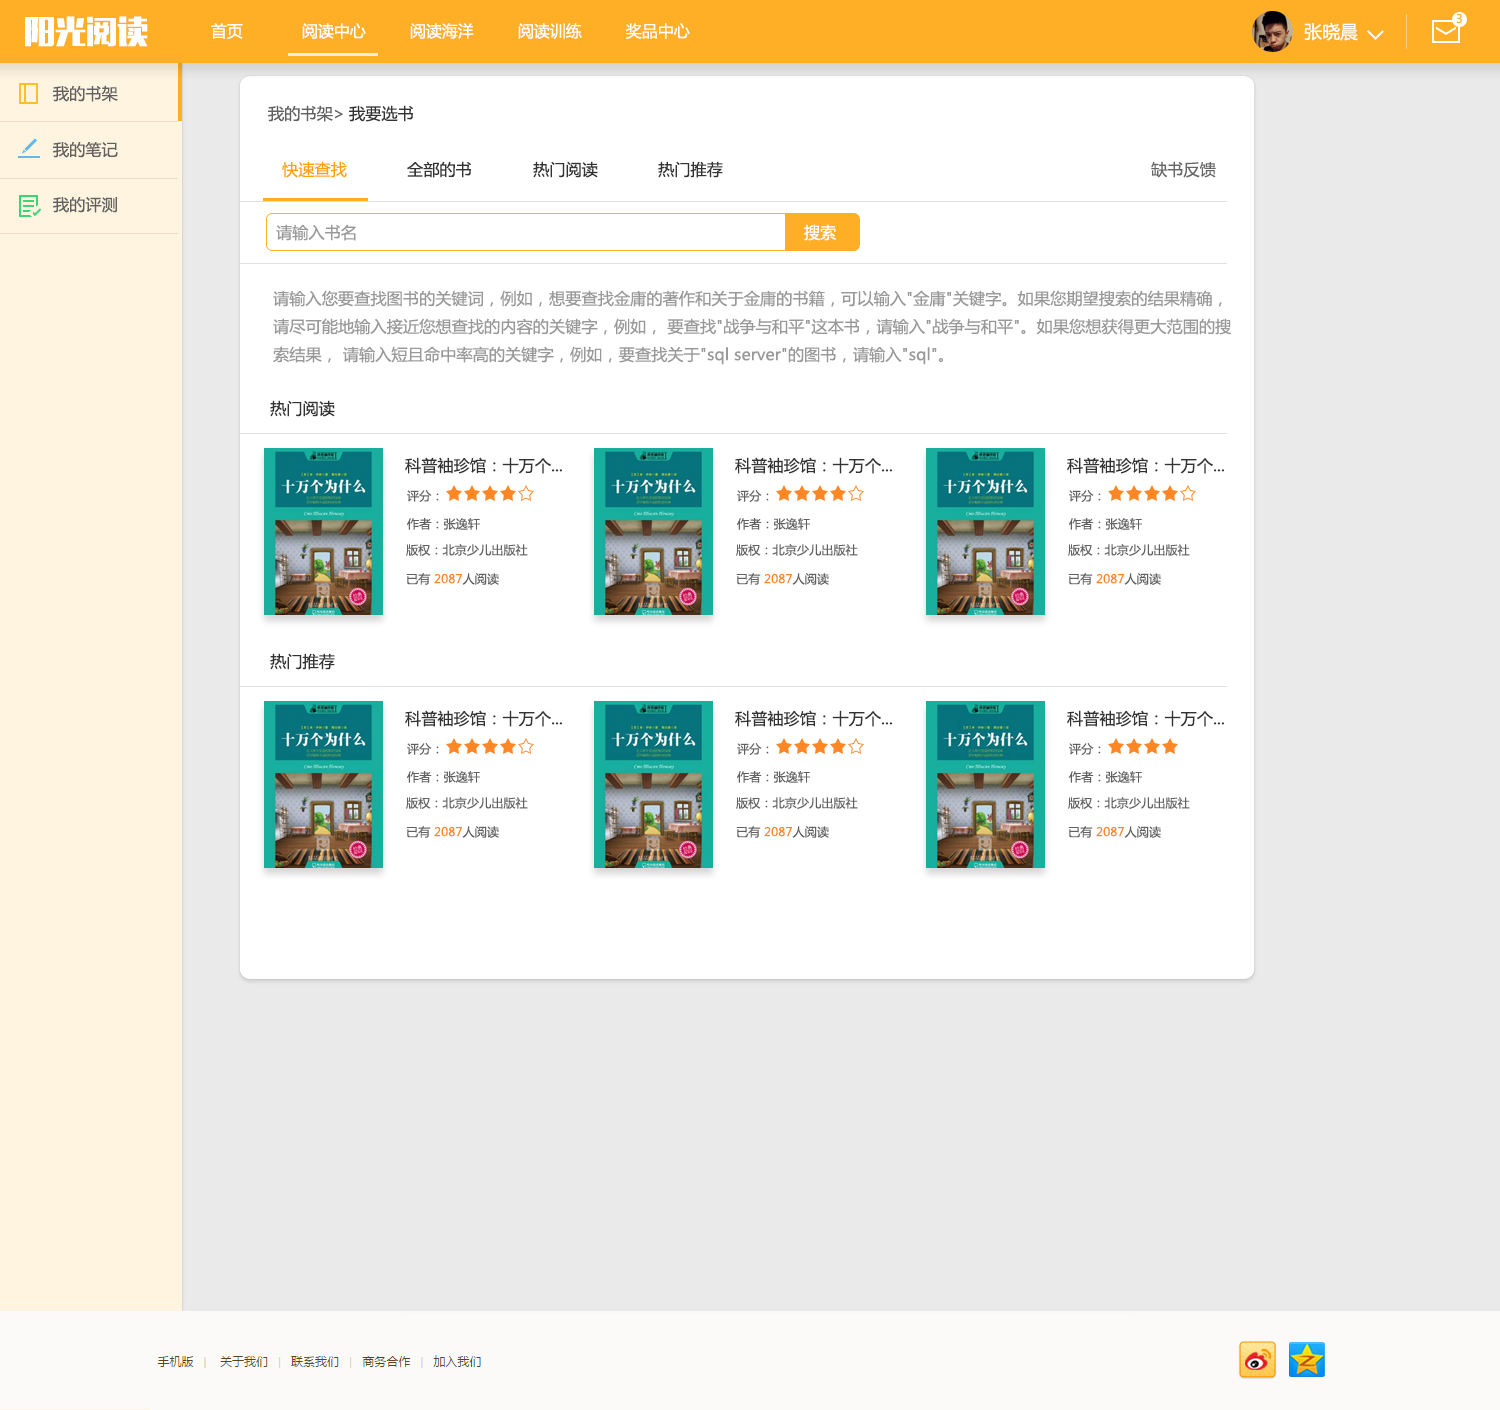 阳光阅读 首页 阅读中心 阅读海洋 阅读训练 奖品中心 张晓晨 3
我的书架
我的笔记
我的评测
我的书架> 我要选书
快速查找 全部的书 热门阅读 热门推荐 缺书反馈
请输入书名 搜索
请输入您要查找图书的关键词，例如，想要查找金庸的著作和关于金庸的书籍，可以输入"金庸"关键字。如果您期望搜索的结果精确，
请尽可能地输入接近您想查找的内容的关键字，例如， 要查找"战争与和平"这本书，请输入"战争与和平"。如果您想获得更大范围的搜
索结果， 请输入短且命中率高的关键字，例如，要查找关于"sql server"的图书，请输入"sql"。
热门阅读
十万个为什么
科普袖珍馆：十万个...
评分：
作者：张逸轩
版权：北京少儿出版社
已有 2087人阅读
十万个为什么
科普袖珍馆：十万个...
评分：
作者：张逸轩
版权：北京少儿出版社
已有 2087人阅读
十万个为什么
科普袖珍馆：十万个...
评分：
作者：张逸轩
版权：北京少儿出版社
已有 2087人阅读
热门推荐
十万个为什么
科普袖珍馆：十万个...
评分：
作者：张逸轩
版权：北京少儿出版社
已有 2087人阅读
十万个为什么
科普袖珍馆：十万个...
评分：
作者：张逸轩
版权：北京少儿出版社
已有 2087人阅读
十万个为什么
科普袖珍馆：十万个...
评分：
作者：张逸轩
版权：北京少儿出版社
已有 2087人阅读
手机版 | 关于我们 | 联系我们 | 商务合作 | 加入我们